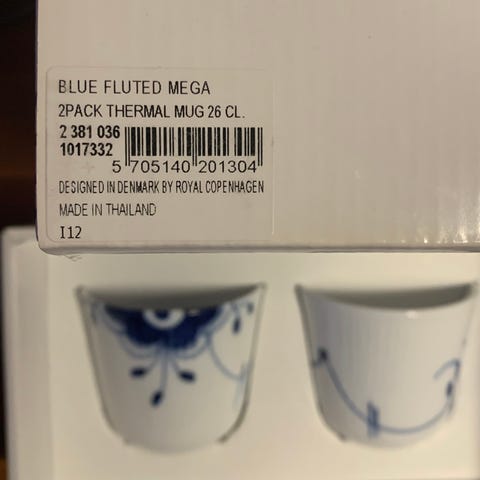 BLUE FLUTED MEGA
2PACK THERMAL MUG 26 CL.
2 381 036
1017332
5 705140 201304
DESIGNED IN DENMARK BY ROYAL COPENHAGEN
MADE IN THAILAND
I12